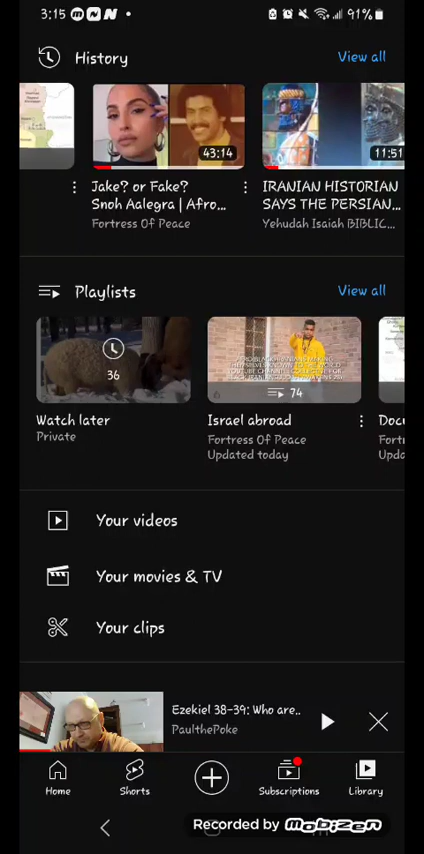 3:15
91%
History
View all
43:14
11:51
Jake? or Fake?
Snoh Aalegra | Afro...
Fortress Of Peace
IRANIAN HISTORIAN
SAYS THE PERSIAN...
Yehudah Isaiah BIBLIC...
Playlists
View all
36
74
Watch later
Private
Israel abroad
Fortress Of Peace
Updated today
Doc
Fortr
Upda
Your videos
Your movies & TV
Your clips
Ezekiel 38-39: Who are..
PaulthePoke
Home
Shorts
Subscriptions
Library
Recorded by mobizen